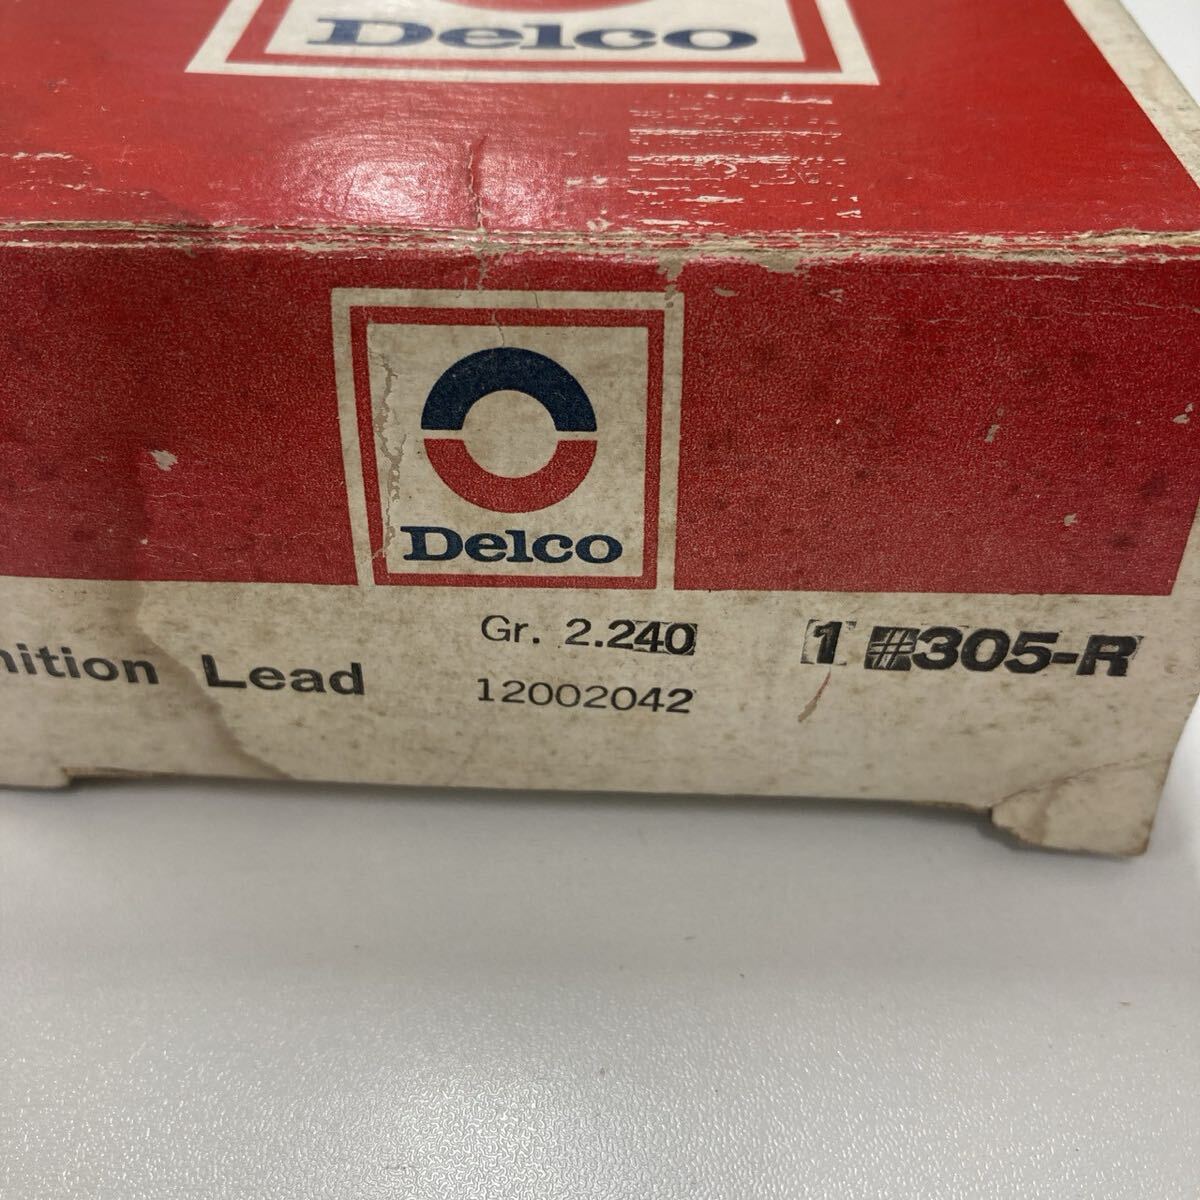 Delco
Delco
Gr. 2.240
1 #305-R
nition Lead
12002042